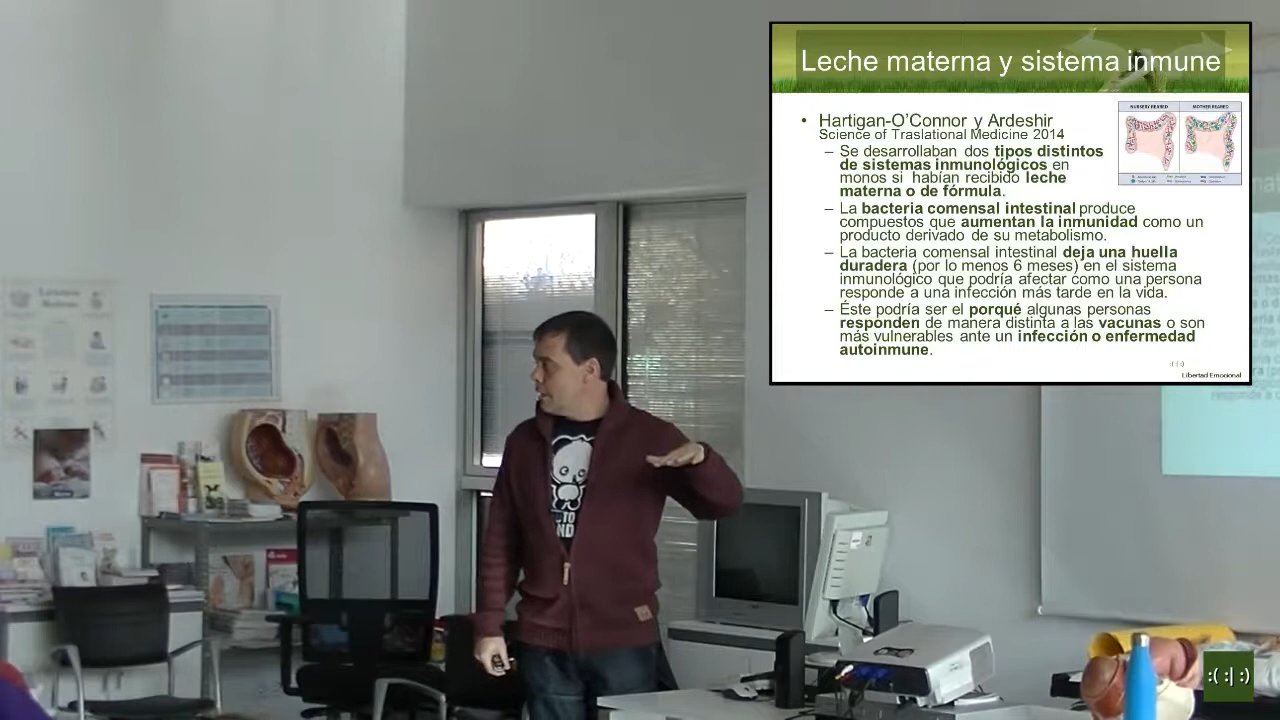 Leche materna y sistema inmune
• Hartigan-O'Connor y Ardeshir
Science of Traslational Medicine 2014
– Se desarrollaban dos tipos distintos
de sistemas inmunológicos en
monos si habían recibido leche
materna o de fórmula.
– La bacteria comensal intestinal produce
compuestos que aumentan la inmunidad como un
producto derivado de su metabolismo.
– La bacteria comensal intestinal deja una huella
duradera (por lo menos 6 meses) en el sistema
inmunológico que podría afectar como una persona
responde a una infección más tarde en la vida.
– Este podría ser el porqué algunas personas
responden de manera distinta a las vacunas o son
más vulnerables ante un infección o enfermedad
autoinmune.
NURSERY REARED
MOTHER REARED
:(:|:)
Libertad Emocional
:( :| :)